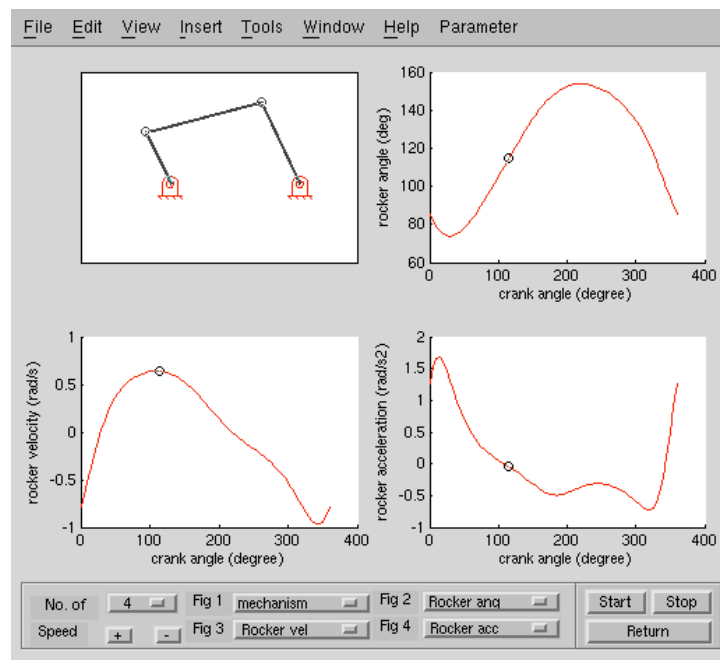 File Edit View Insert Tools Window Help Parameter
160
140
120
100
80
60
rocker angle (deg)
0 100 200 300 400
crank angle (degree)
1
0.5
0
-0.5
-1
rocker velocity (rad/s)
0 100 200 300 400
crank angle (degree)
2
1.5
1
0.5
0
-0.5
-1
rocker acceleration (rad/s2)
0 100 200 300 400
crank angle (degree)
No. of 4 Fig 1 mechanism Fig 2 Rocker ang Start Stop
Speed + - Fig 3 Rocker vel Fig 4 Rocker acc Return